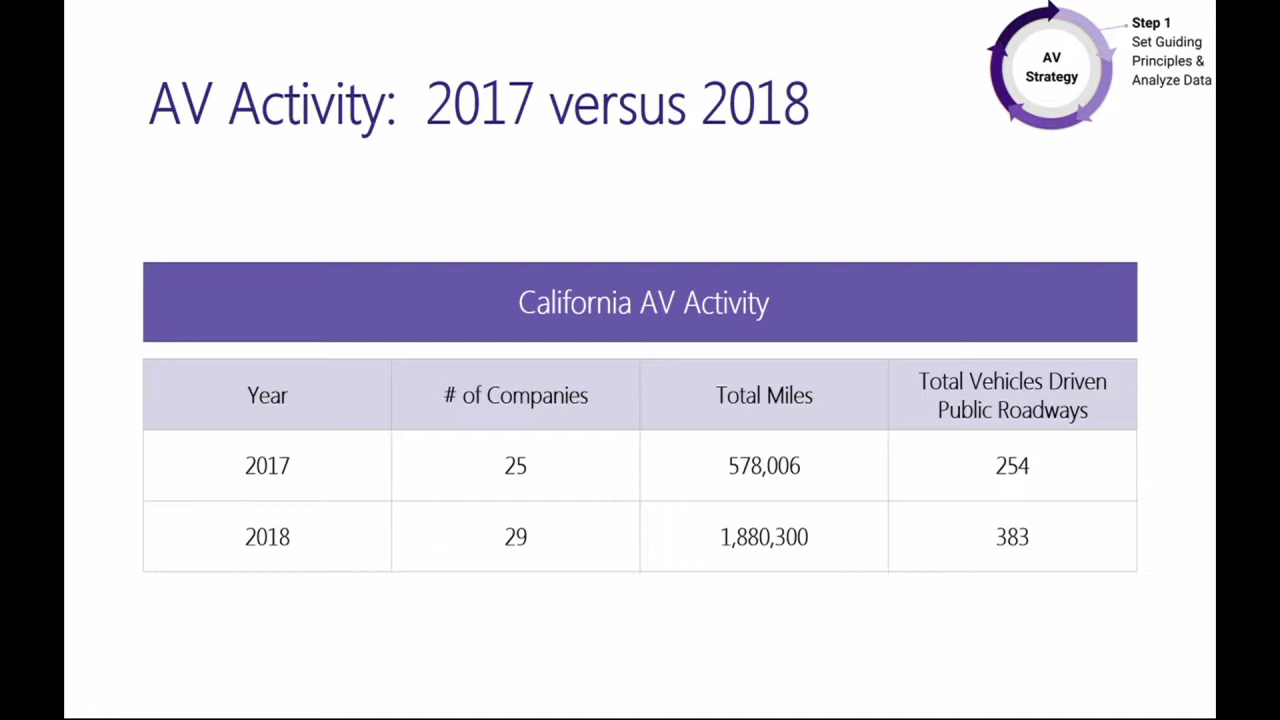 Step 1
Set Guiding
Principles &
Analyze Data
AV
Strategy
AV Activity: 2017 versus 2018
California AV Activity
Year
# of Companies
Total Miles
Total Vehicles Driven
Public Roadways
2017
25
578,006
254
2018
29
1,880,300
383